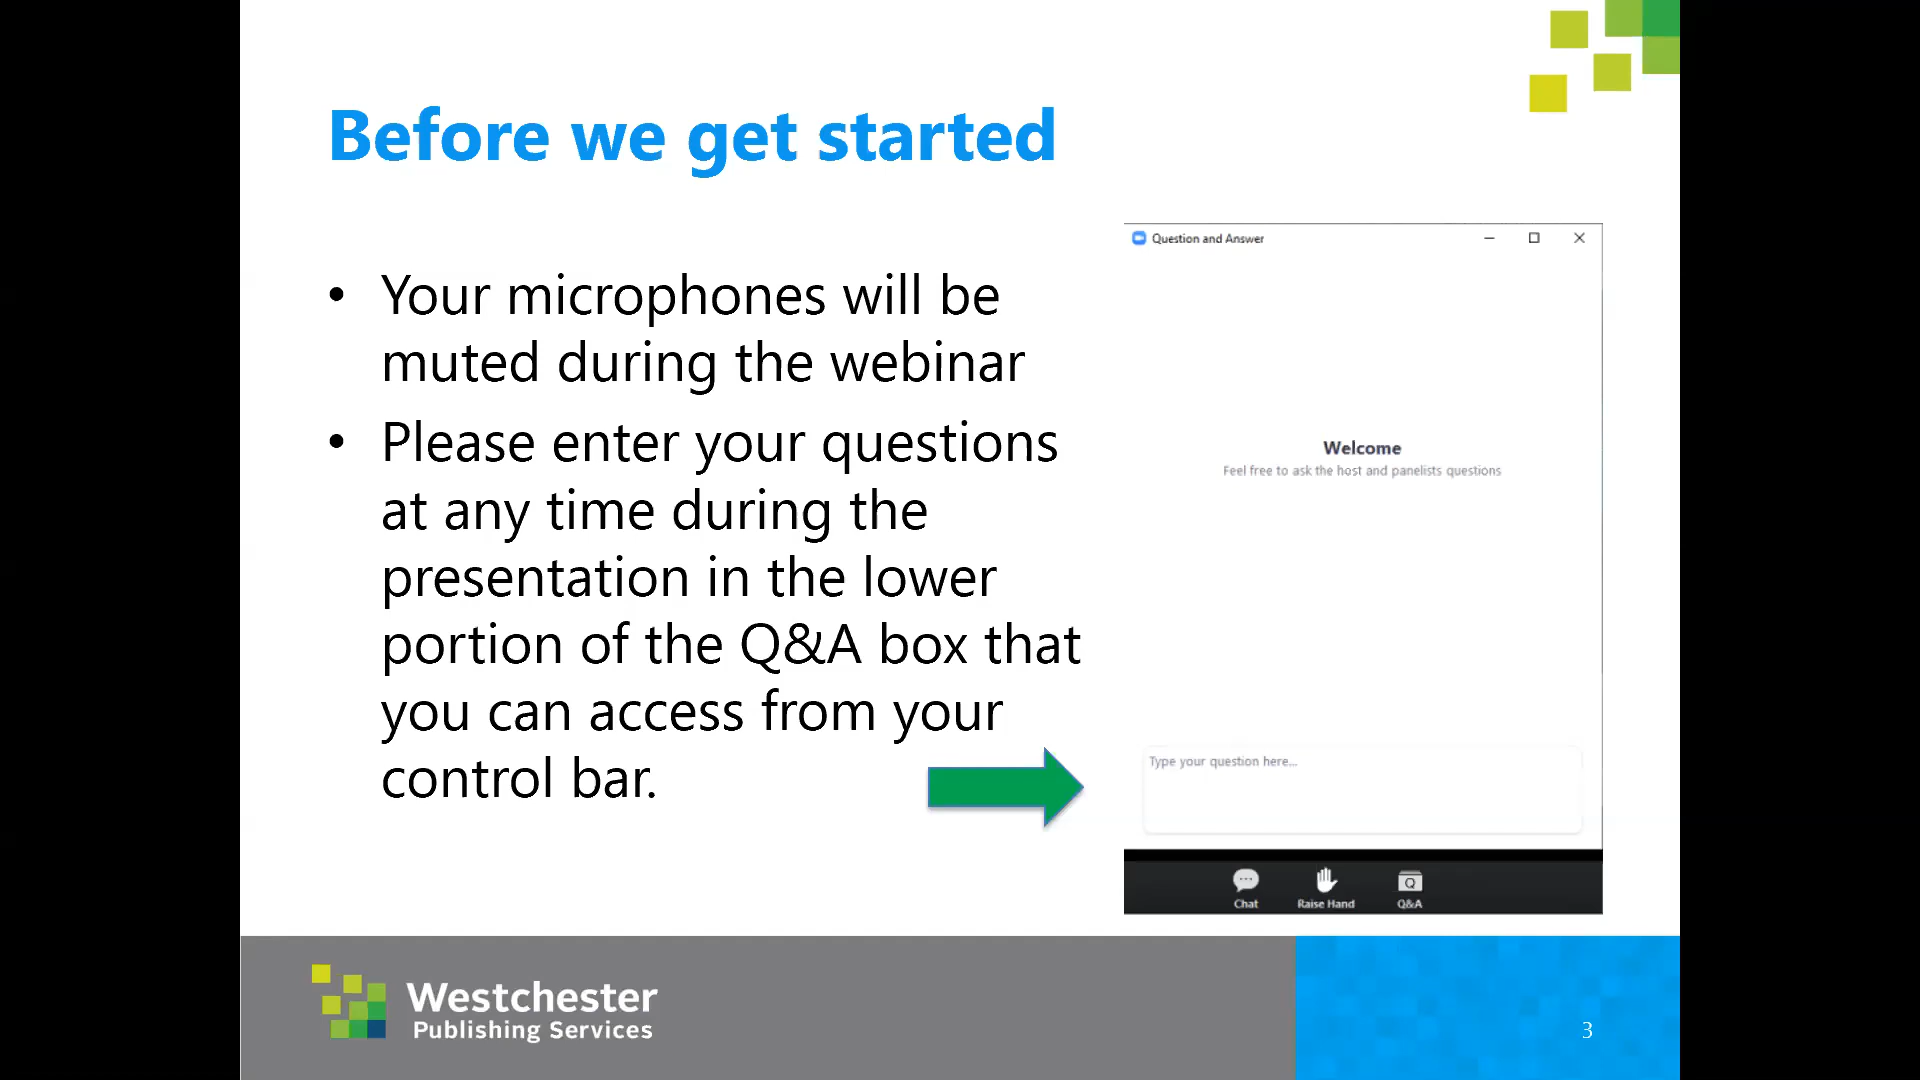 Before we get started
• Your microphones will be
muted during the webinar
• Please enter your questions
at any time during the
presentation in the lower
portion of the Q&A box that
you can access from your
control bar.
Question and Answer
Welcome
Feel free to ask the host and panelists questions
Type your question here...
Chat
Raise Hand
Q
Q&A
Westchester
Publishing Services
3